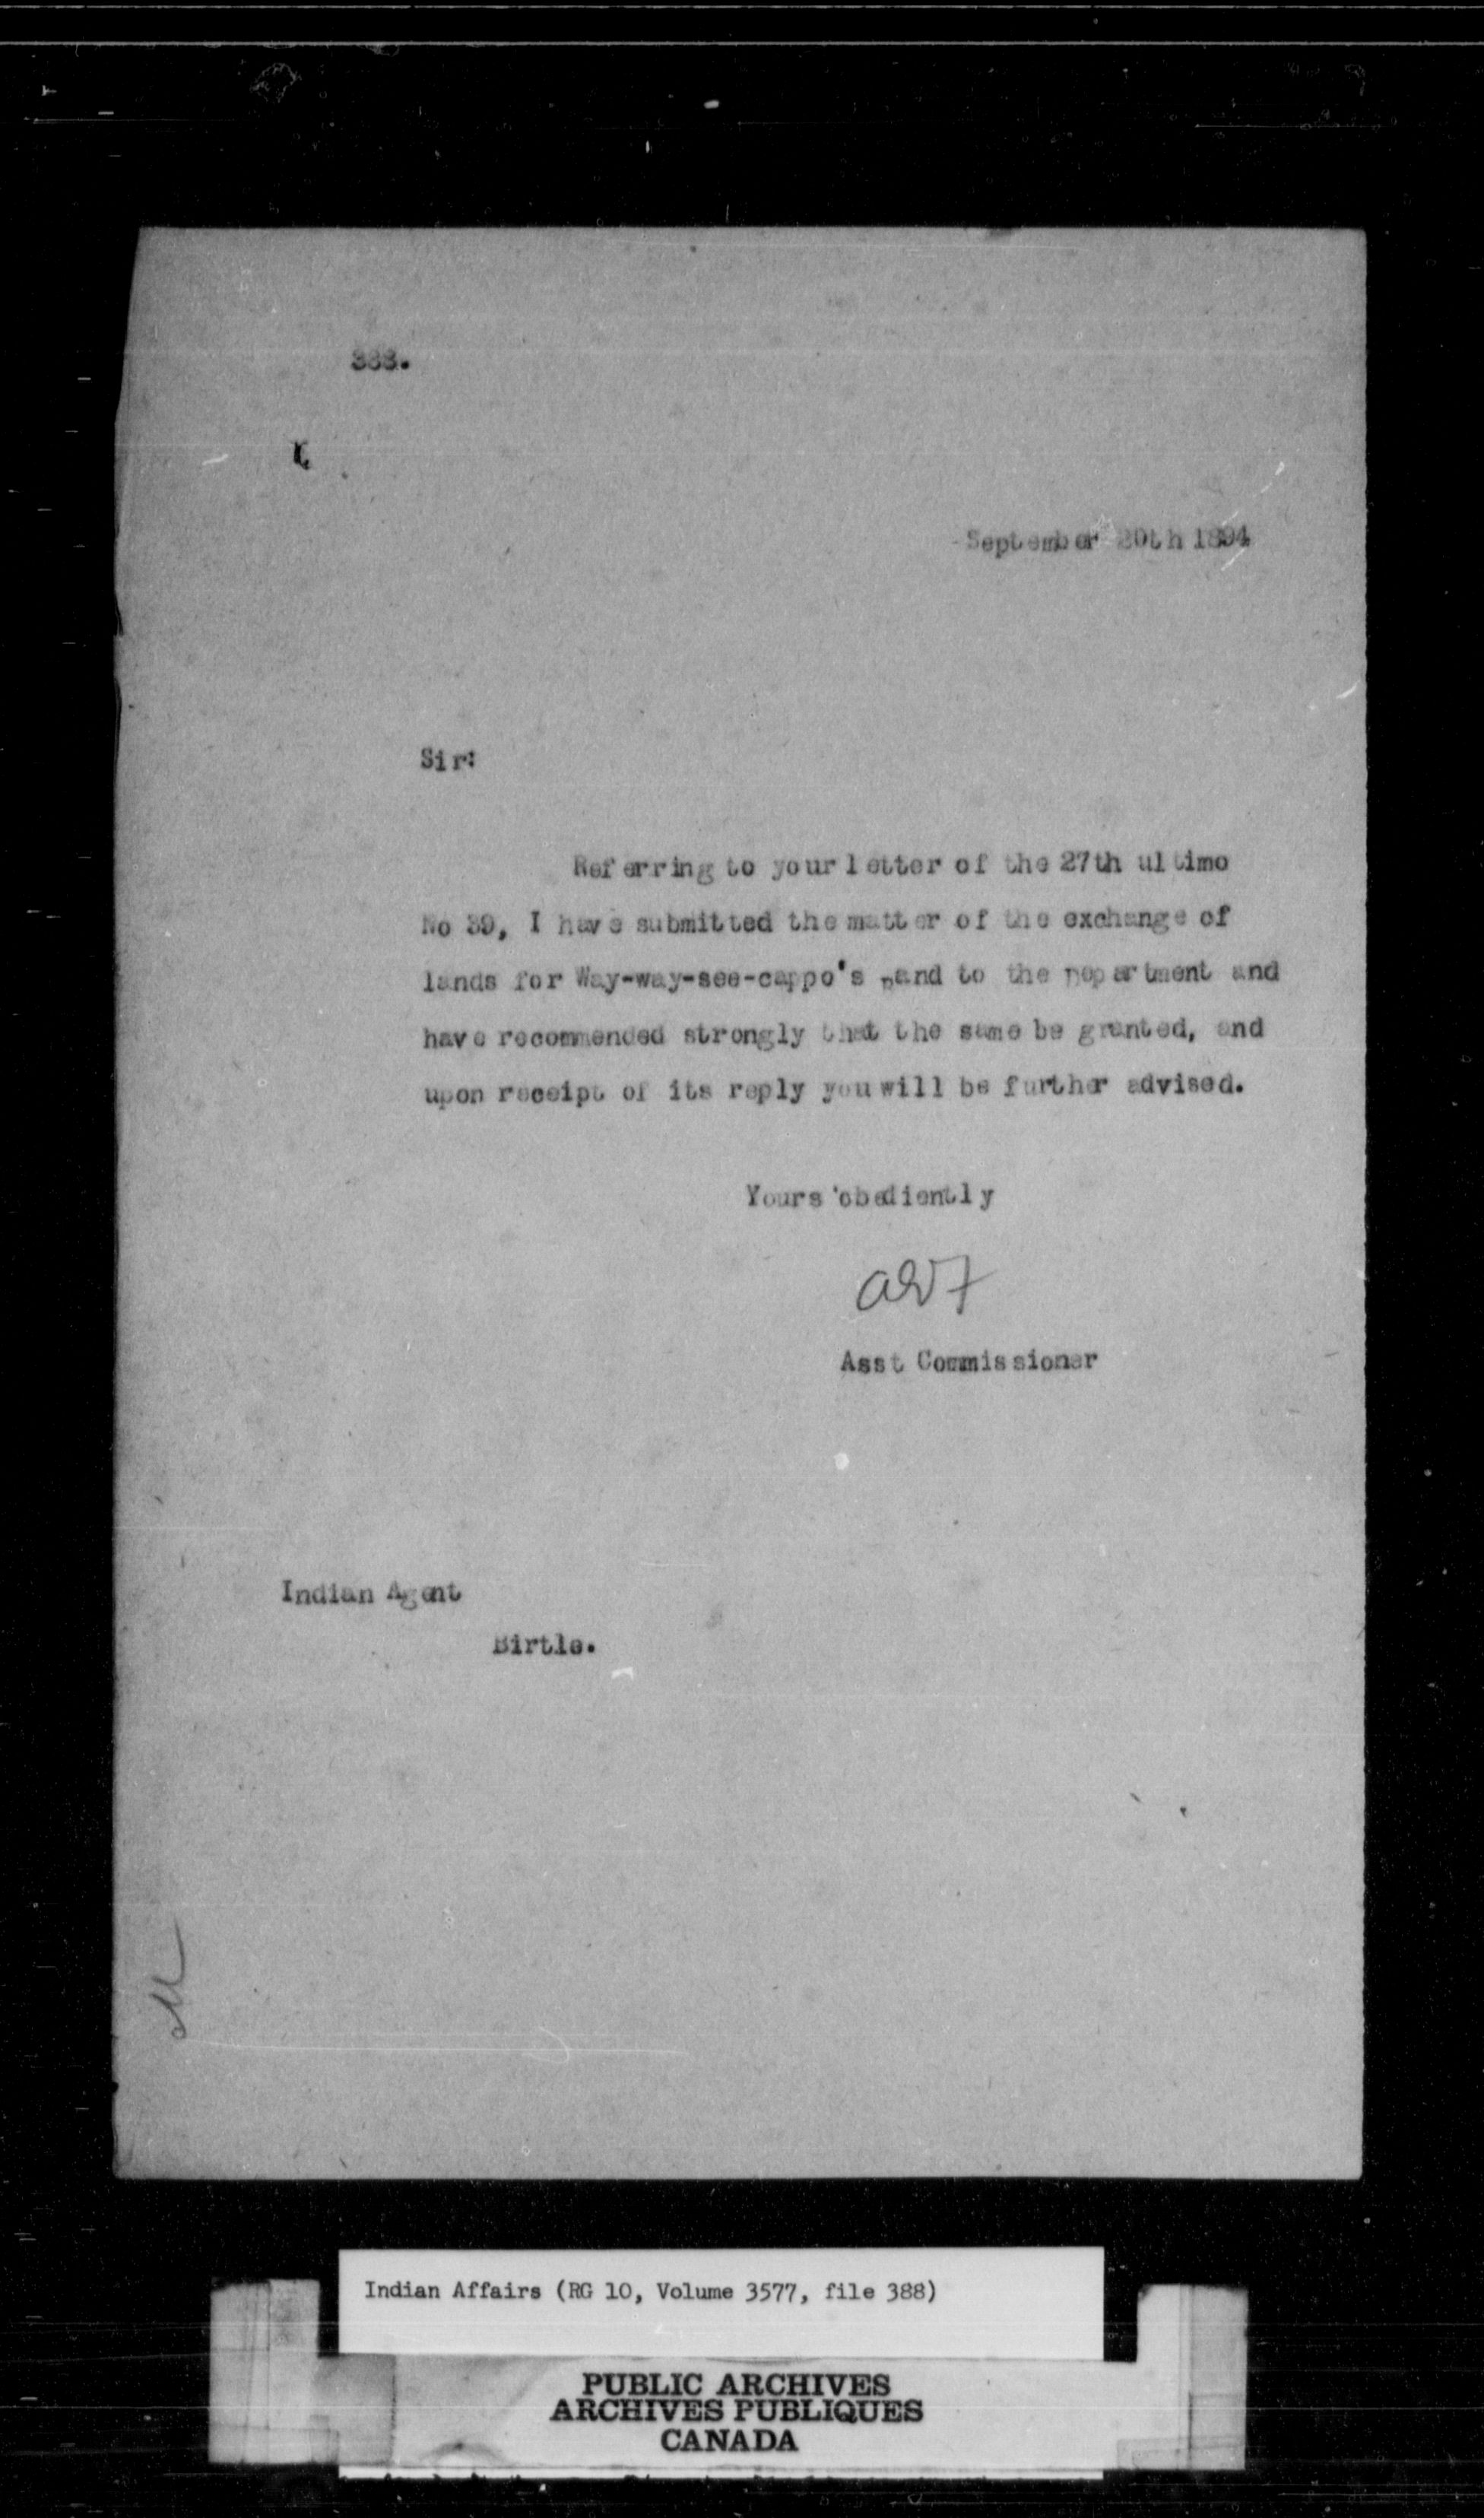 388.
September 20th 1894
Sir:
Referring to your letter of the 27th ultimo
No 39, I have submitted the matter of the exchange of
lands for Way-way-see-cappo's Band to the Department and
have recommended strongly that the same be granted, and
upon receipt of its reply you will be further advised.
Yours obediently
Asst Commissioner
Indian Agent
Birtle.
Indian Affairs (RG 10, Volume 3577, file 388)
PUBLIC ARCHIVES
ARCHIVES PUBLIQUES
CANADA